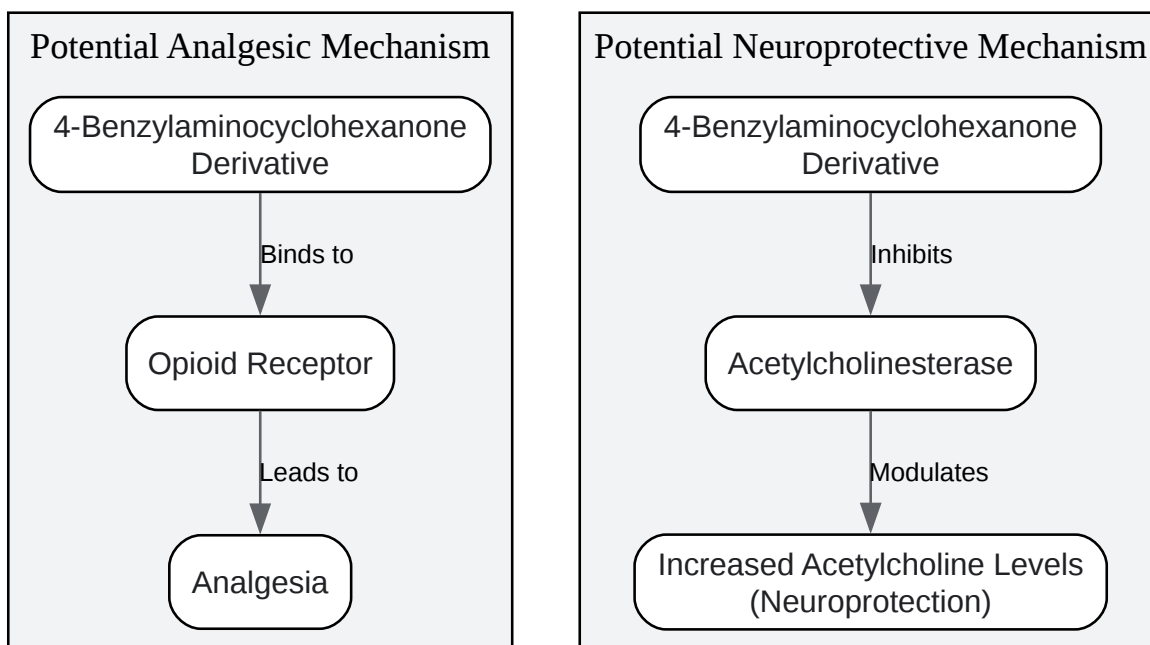 Potential Analgesic Mechanism
4-Benzylaminocyclohexanone
Derivative
Binds to
Opioid Receptor
Leads to
Analgesia
Potential Neuroprotective Mechanism
4-Benzylaminocyclohexanone
Derivative
Inhibits
Acetylcholinesterase
Modulates
Increased Acetylcholine Levels
(Neuroprotection)